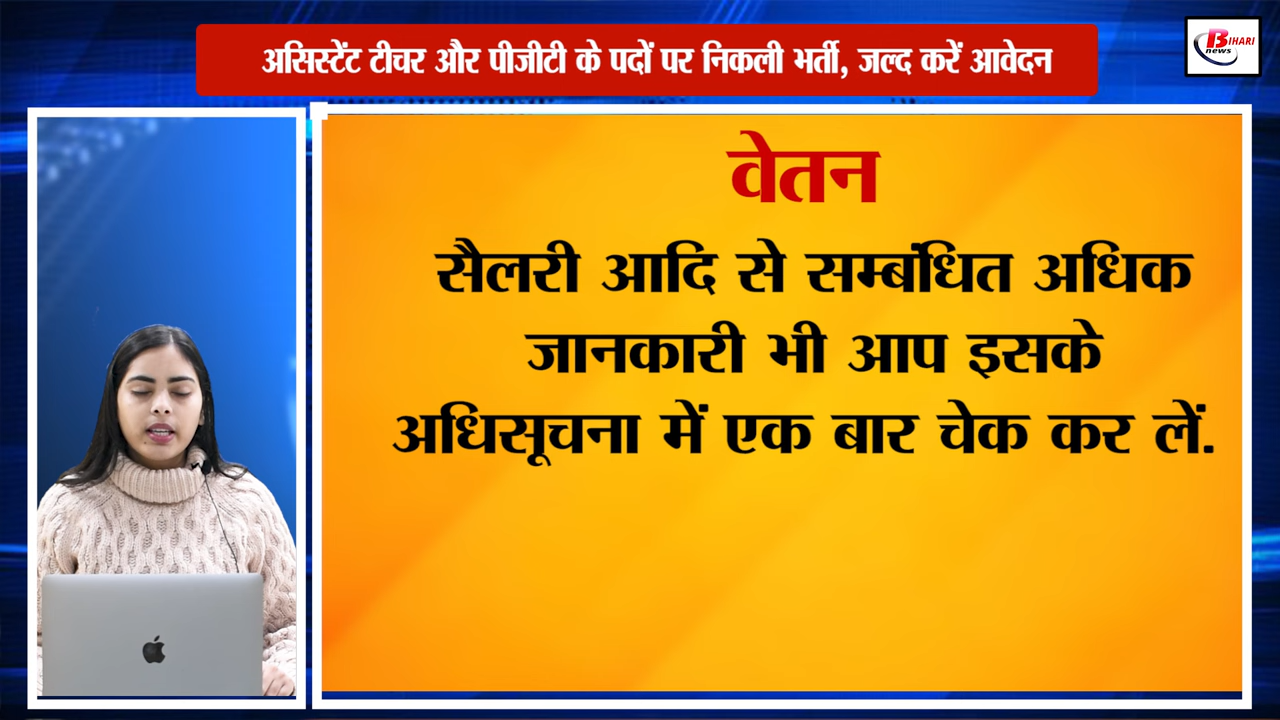 असिस्टेंट टीचर और पीजीटी के पदों पर निकली भर्ती, जल्द करें आवेदन
BIHARI
news
वेतन
सैलरी आदि से सम्बंधित अधिक
जानकारी भी आप इसके
अधिसूचना में एक बार चेक कर लें.